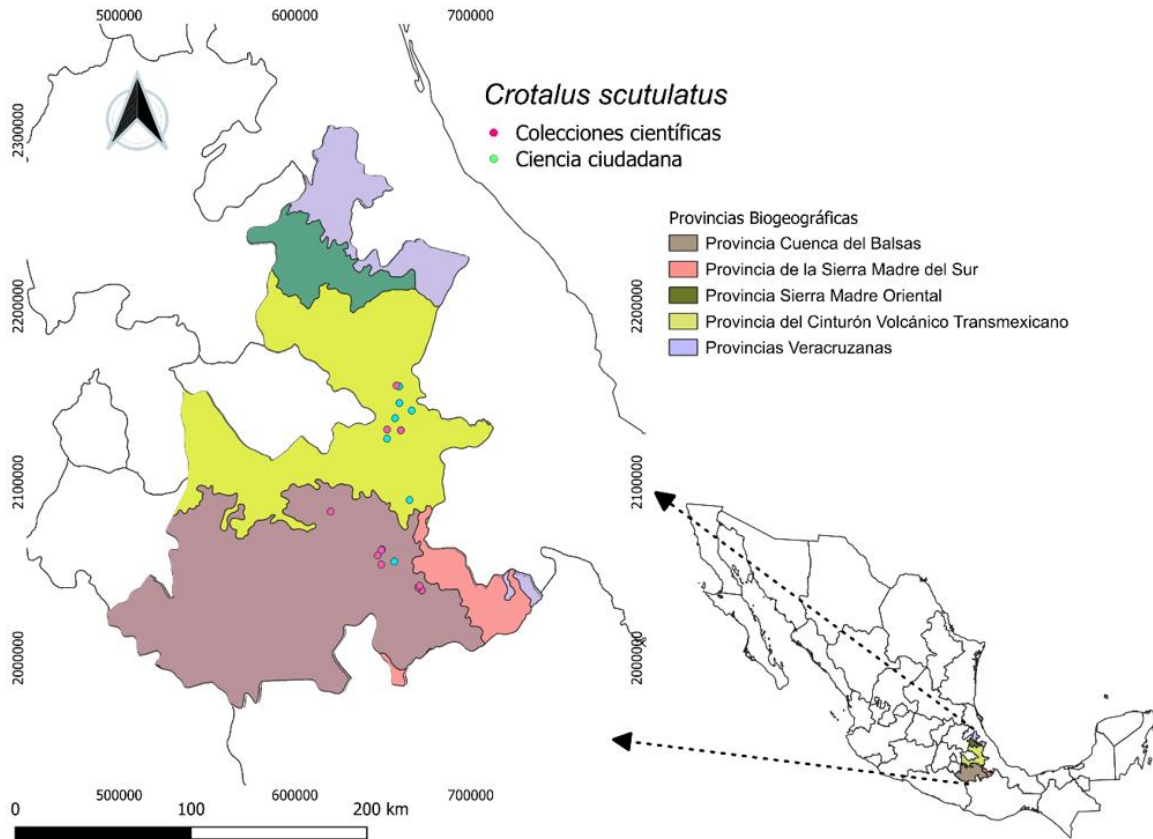 500000 600000 700000
2300000
2200000
2100000
2000000
Crotalus scutulatus
Colecciones científicas
Ciencia ciudadana
Provincias Biogeográficas
Provincia Cuenca del Balsas
Provincia de la Sierra Madre del Sur
Provincia Sierra Madre Oriental
Provincia del Cinturón Volcánico Transmexicano
Provincias Veracruzanas
2200000
2100000
2000000
500000 600000 700000
0 100 200 km